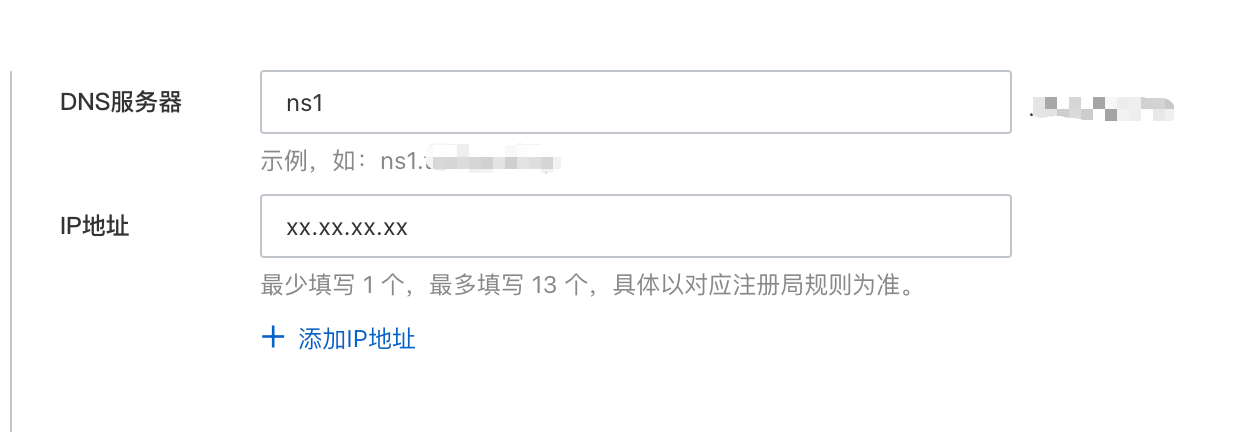 DNS服务器
ns1
示例，如：ns1.
IP地址
xx.xx.xx.xx
最少填写 1 个，最多填写 13 个，具体以对应注册局规则为准。
+ 添加IP地址